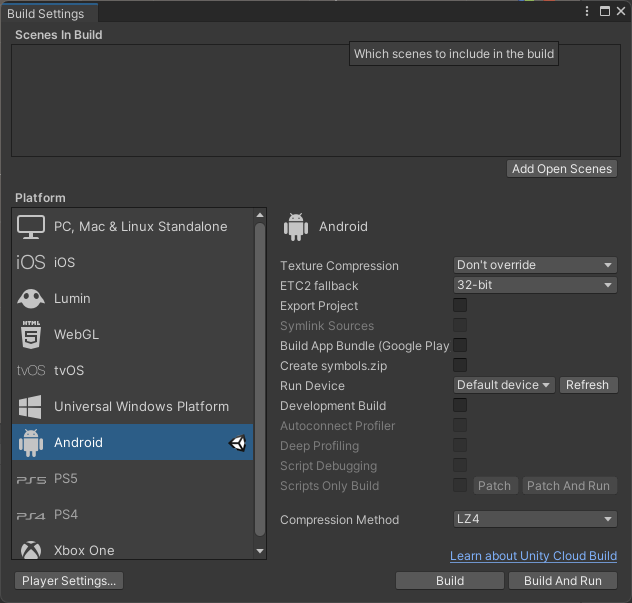 Build Settings
Scenes In Build
Which scenes to include in the build
Add Open Scenes
Platform
PC, Mac & Linux Standalone
iOS iOS
Lumin
HTML
5
WebGL
tvOS tvOS
Universal Windows Platform
Android
PS5 PS5
PS4 PS4
Xbox One
Player Settings...
Android
Texture Compression Don't override
ETC2 fallback 32-bit
Export Project
Symlink Sources
Build App Bundle (Google Play
Create symbols.zip
Run Device Default device Refresh
Development Build
Autoconnect Profiler
Deep Profiling
Script Debugging
Scripts Only Build Patch Patch And Run
Compression Method LZ4
Learn about Unity Cloud Build
Build Build And Run